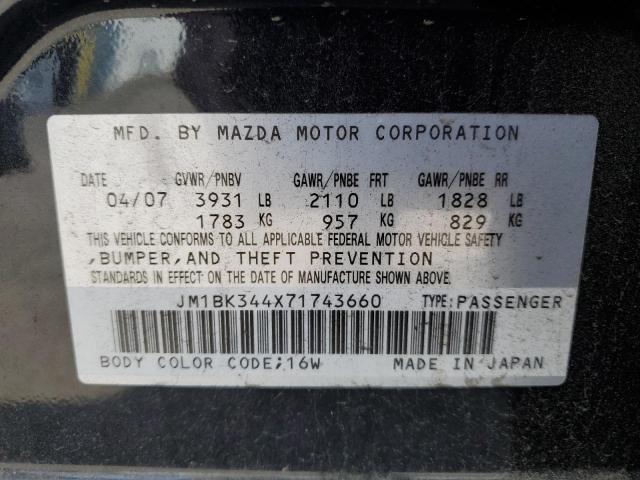 MFD. BY MAZDA MOTOR CORPORATION
DATE GVWR/PNBV GAWR/PNBE FRT GAWR/PNBE RR
04/07 3931 LB 2110 LB 1828 LB
1783 KG 957 KG 829 KG
THIS VEHICLE CONFORMS TO ALL APPLICABLE FEDERAL MOTOR VEHICLE SAFETY
,BUMPER,AND THEFT PREVENTION
STANDARDS IN EFFECT ON THE DATE OF MANUFACTURE SHOWN ABOVE.
JM1BK344X71743660 TYPE:PASSENGER
BODY COLOR CODE;16W MADE IN JAPAN